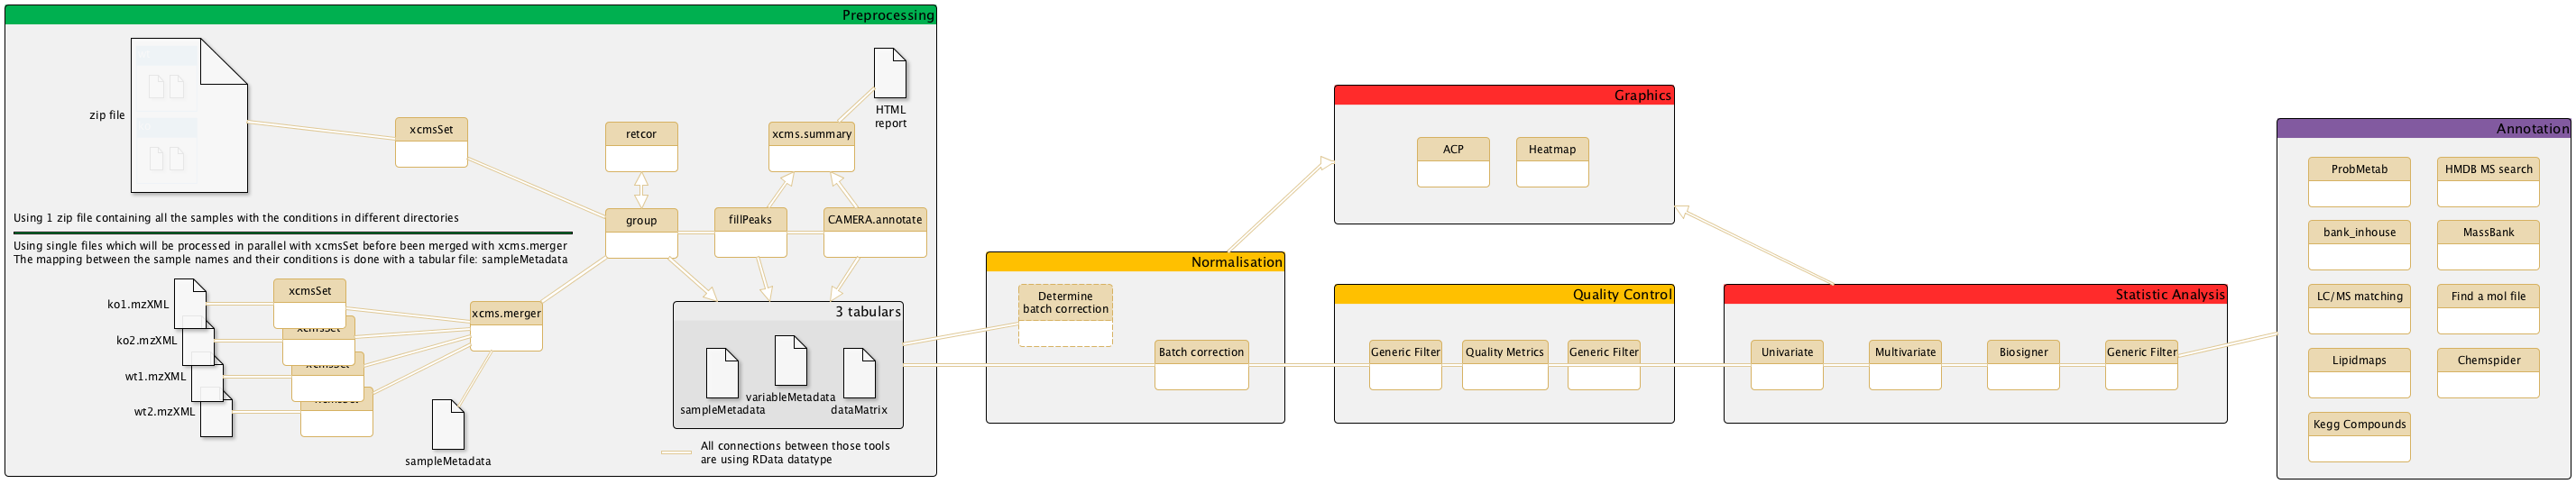 Preprocessing
zip file
xcmsSet
retcor
xcms.summary
HTML
report
Using 1 zip file containing all the samples with the conditions in different directories
group
fillPeaks
CAMERA.annotate
Using single files which will be processed in parallel with xcmsSet before been merged with xcms.merger
The mapping between the sample names and their conditions is done with a tabular file: sampleMetadata
ko1.mzXML
xcmsSet
ko2.mzXML
xcmsSet
wt1.mzXML
xcmsSet
wt2.mzXML
xcmsSet
xcms.merger
sampleMetadata
3 tabulars
sampleMetadata
variableMetadata
dataMatrix
All connections between those tools
are using RData datatype
Normalisation
Determine
batch correction
Batch correction
Graphics
ACP
Heatmap
Quality Control
Generic Filter
Quality Metrics
Generic Filter
Statistic Analysis
Univariate
Multivariate
Biosigner
Generic Filter
Annotation
ProbMetab
HMDB MS search
bank_inhouse
MassBank
LC/MS matching
Find a mol file
Lipidmaps
Chemspider
Kegg Compounds